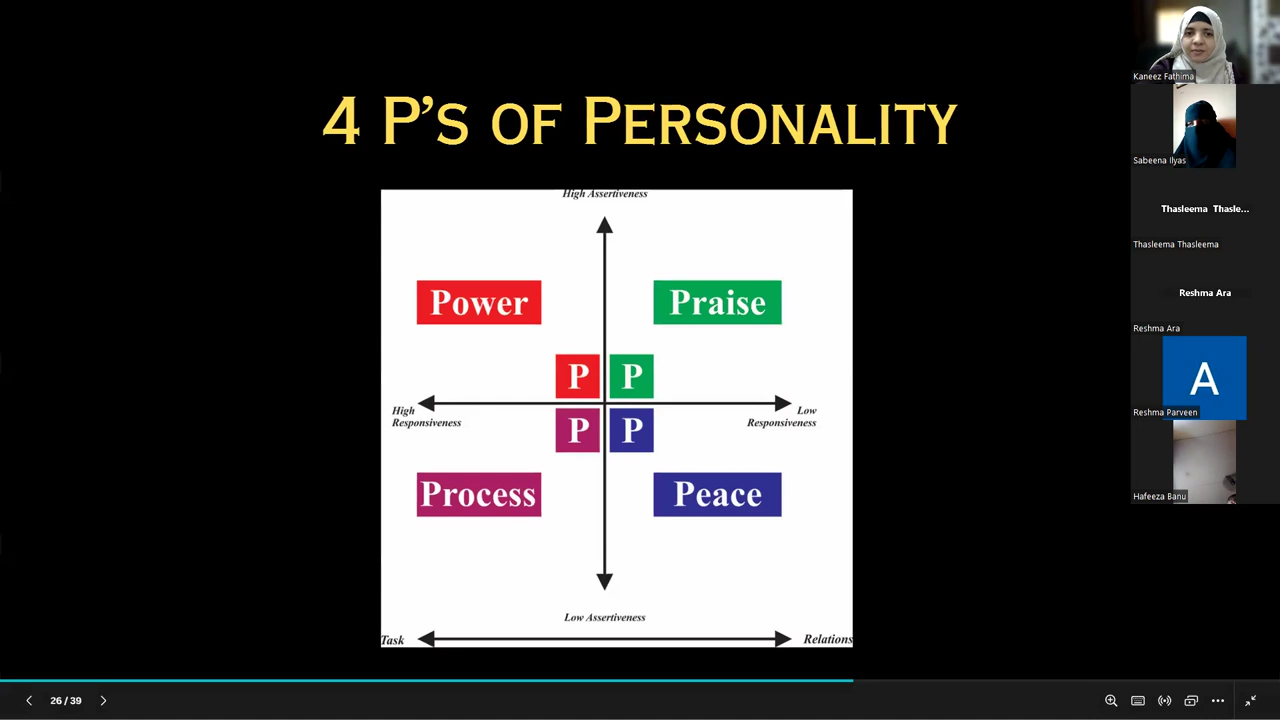 4 P’s of Personality
High Assertiveness
Power
Praise
P P
High
Responsiveness
Low
Responsiveness
P P
Process
Peace
Low Assertiveness
Task
Relations
26 / 39
Kaneez Fathima
Sabeena Ilyas
Thasleema Thasle...
Thasleema Thasleema
Reshma Ara
Reshma Ara
A
Reshma Parveen
Hafeeza Banu